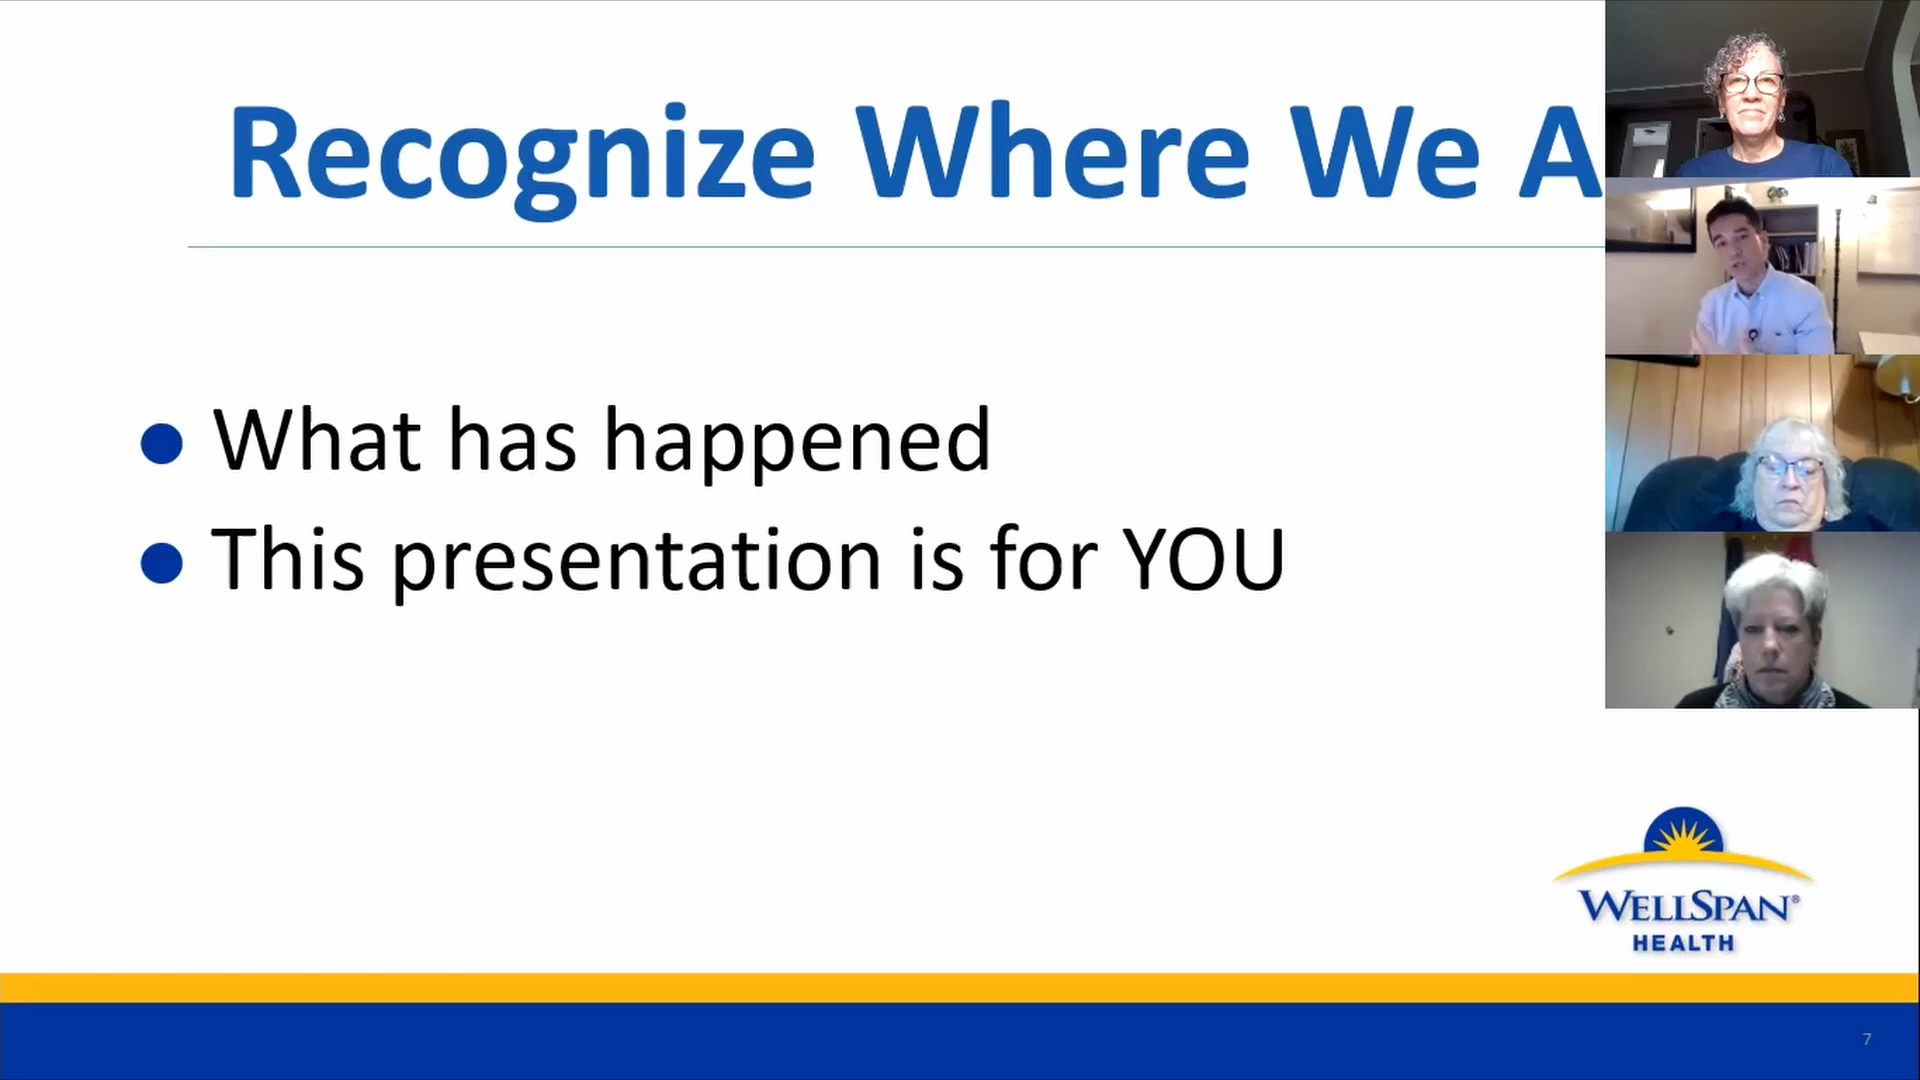 Recognize Where We A
What has happened
This presentation is for YOU
WELLSPAN®
HEALTH
7